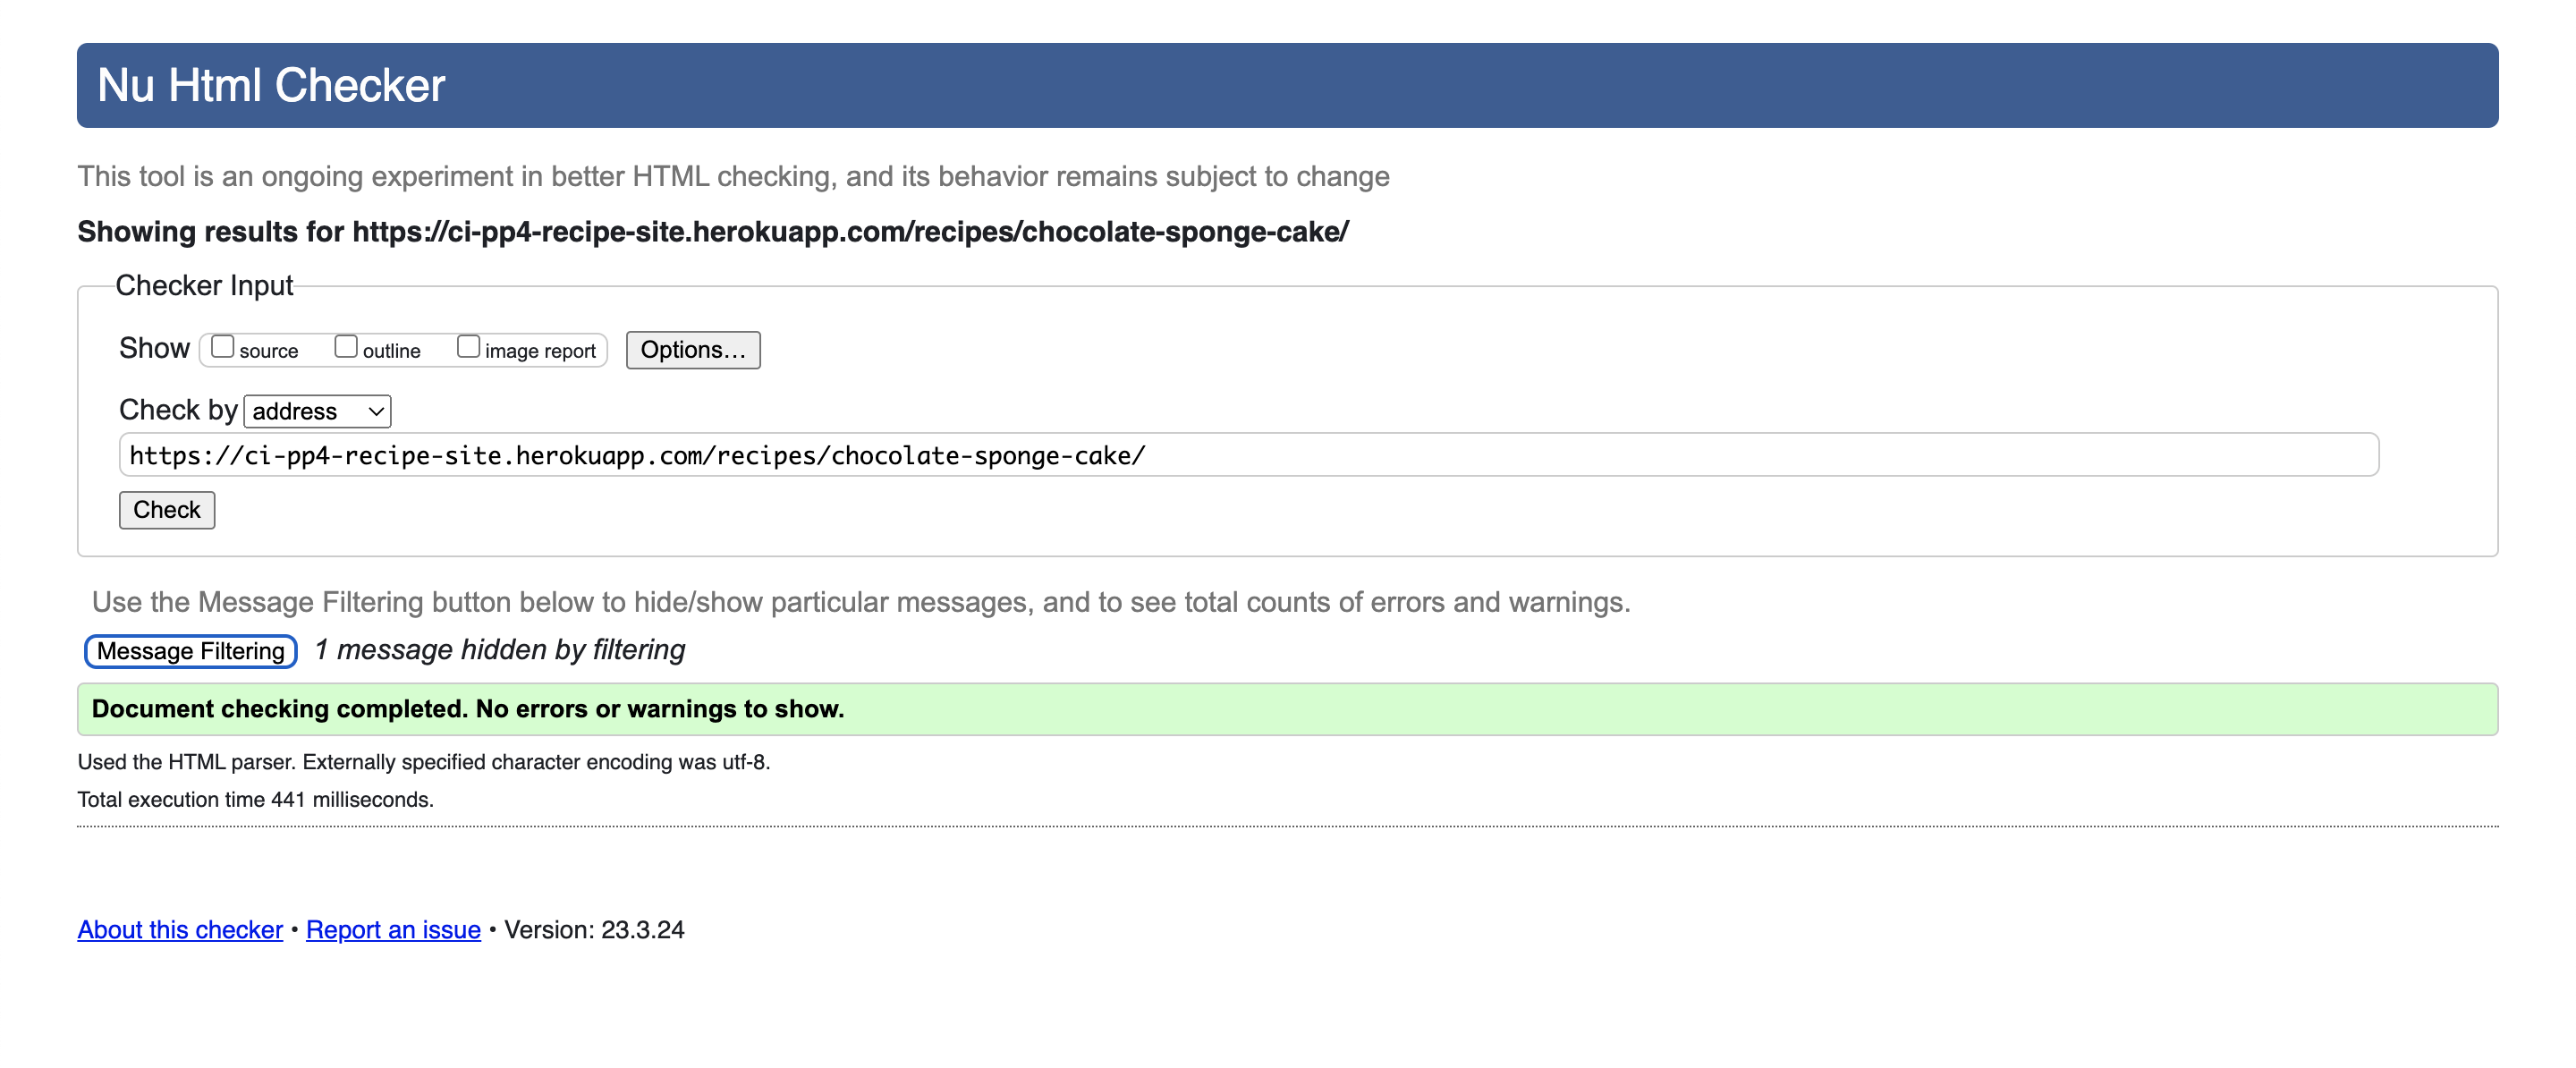 Nu Html Checker
This tool is an ongoing experiment in better HTML checking, and its behavior remains subject to change
Showing results for https://ci-pp4-recipe-site.herokuapp.com/recipes/chocolate-sponge-cake/
Checker Input
Show source outline image report Options...
Check by address
https://ci-pp4-recipe-site.herokuapp.com/recipes/chocolate-sponge-cake/
Check
Use the Message Filtering button below to hide/show particular messages, and to see total counts of errors and warnings.
Message Filtering 1 message hidden by filtering
Document checking completed. No errors or warnings to show.
Used the HTML parser. Externally specified character encoding was utf-8.
Total execution time 441 milliseconds.
About this checker • Report an issue • Version: 23.3.24